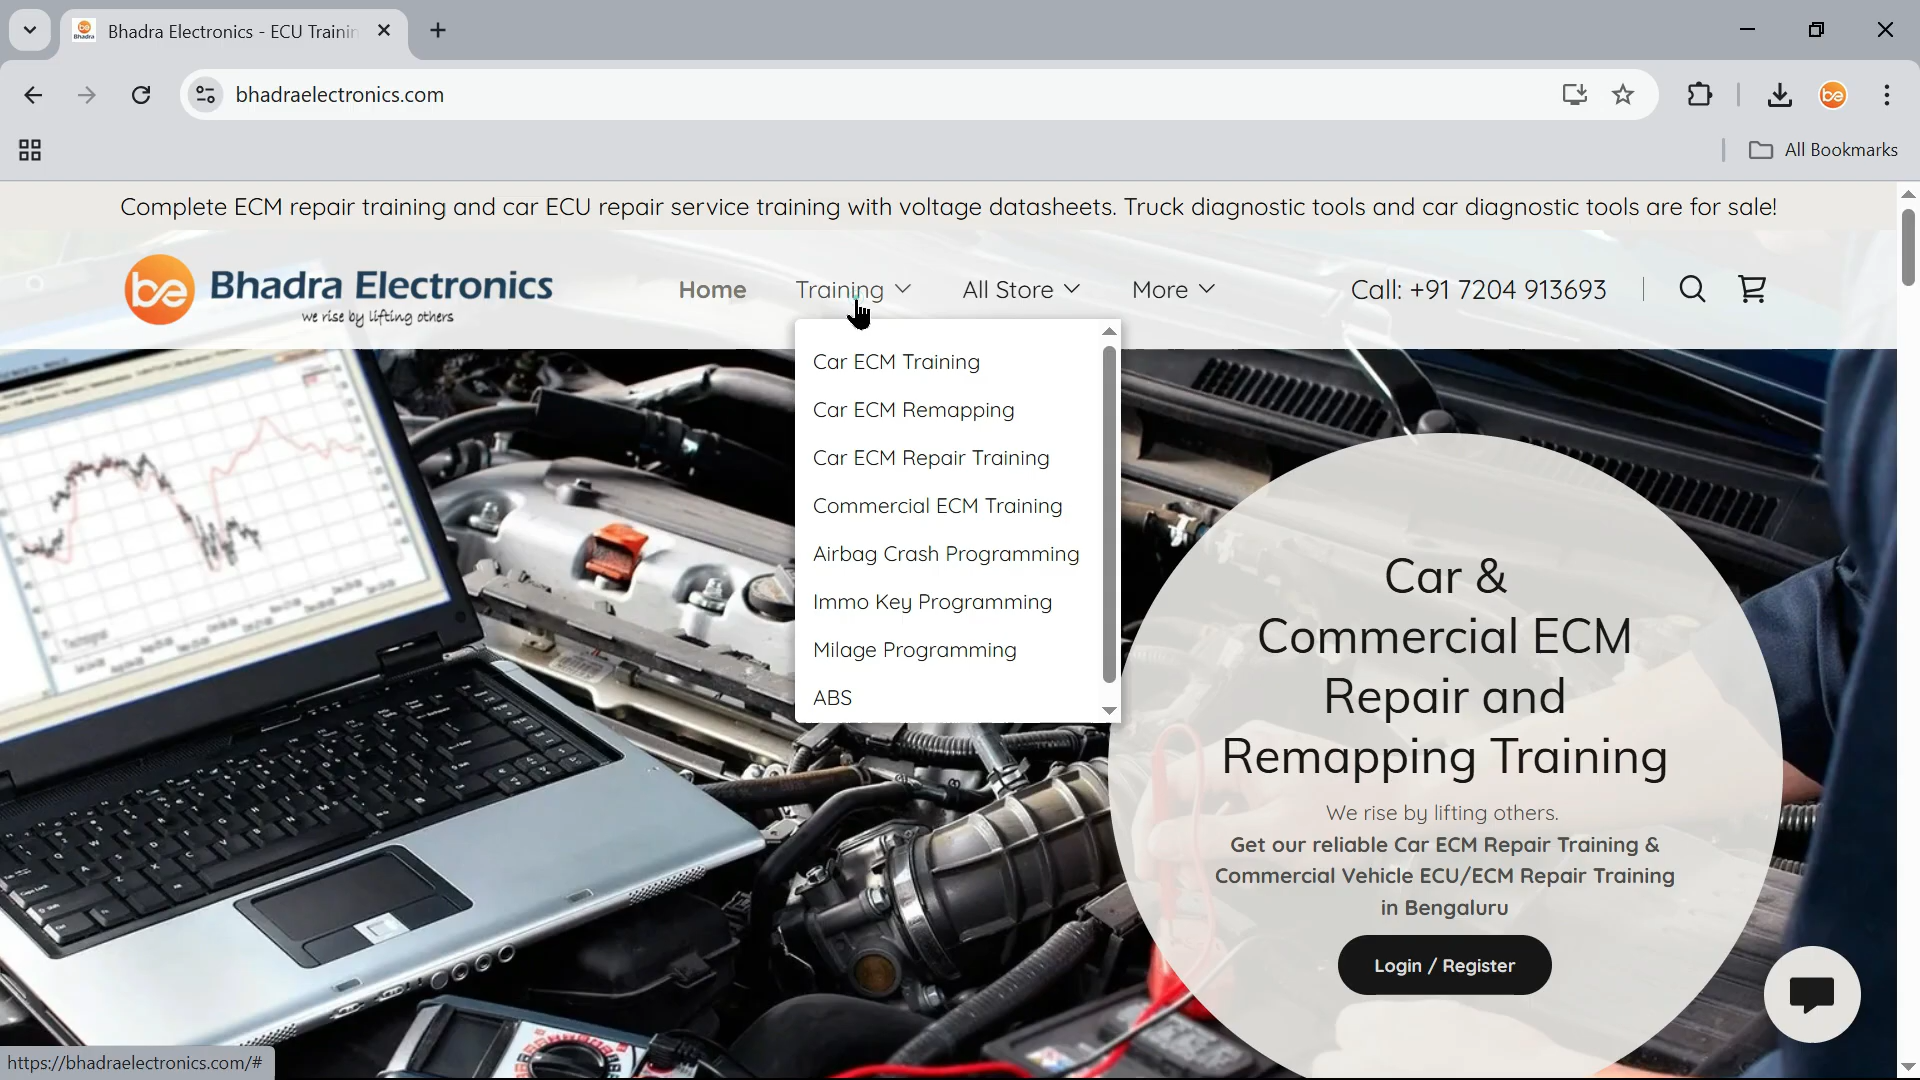 Bhadra Electronics - ECU Trainin
bhadraelectronics.com
All Bookmarks
Complete ECM repair training and car ECU repair service training with voltage datasheets. Truck diagnostic tools and car diagnostic tools are for sale!
be Bhadra Electronics
we rise by lifting others
Home Training All Store More Call: +91 7204 913693
Car ECM Training
Car ECM Remapping
Car ECM Repair Training
Commercial ECM Training
Airbag Crash Programming
Immo Key Programming
Milage Programming
ABS
Car &
Commercial ECM
Repair and
Remapping Training
We rise by lifting others.
Get our reliable Car ECM Repair Training &
Commercial Vehicle ECU/ECM Repair Training
in Bengaluru
Login / Register
https://bhadraelectronics.com/#